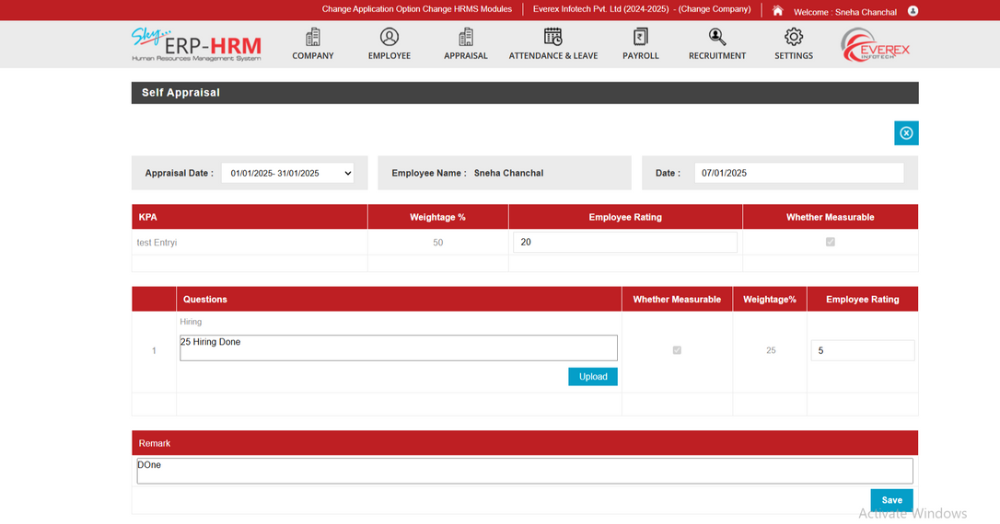 Change Application Option Change HRMS Modules
Everex Infotech Pvt. Ltd (2024-2025) - (Change Company)
Welcome : Sneha Chanchal
Sky...
ERP-HRM
Human Resources Management System
COMPANY
EMPLOYEE
APPRAISAL
ATTENDANCE & LEAVE
PAYROLL
RECRUITMENT
SETTINGS
EVEREX
INFOTECH
Self Appraisal
Appraisal Date : 01/01/2025- 31/01/2025
Employee Name : Sneha Chanchal
Date : 07/01/2025
KPA Weightage % Employee Rating Whether Measurable
test Entryi 50 20
Questions Whether Measurable Weightage% Employee Rating
Hiring
1 25 Hiring Done 25 5
Upload
Remark
DOne
Save
Activate Windows